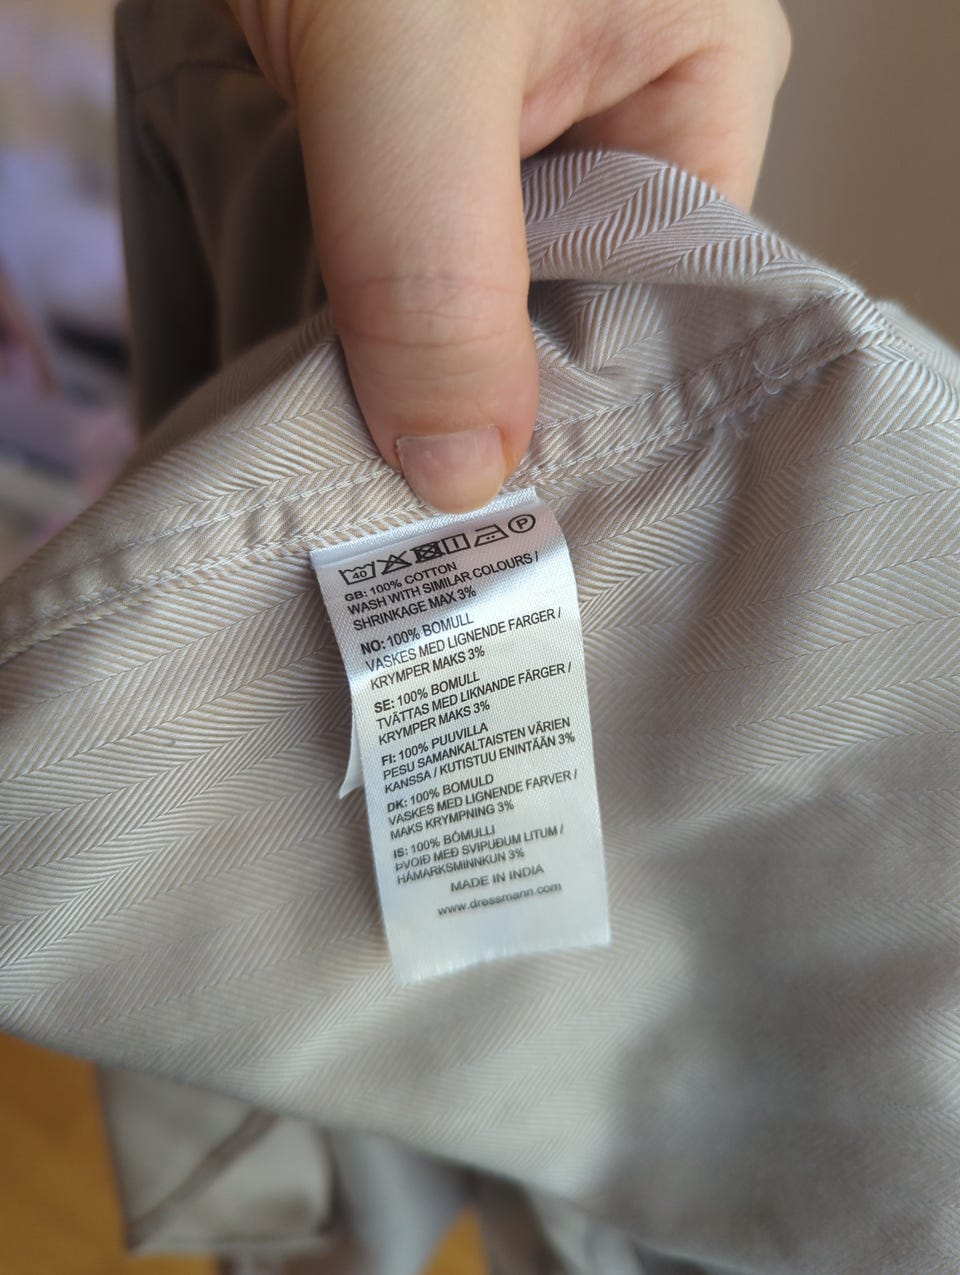 40 P
GB: 100% COTTON
WASH WITH SIMILAR COLOURS /
SHRINKAGE MAX 3%
NO: 100% BOMULL
VASKES MED LIGNENDE FARGER /
KRYMPER MAKS 3%
SE: 100% BOMULL
TVÄTTAS MED LIKNANDE FÄRGER /
KRYMPER MAKS 3%
FI: 100% PUUVILLA
PESU SAMANKALTAISTEN VÄRIEN
KANSSA / KUTISTUU ENINTÄÄN 3%
DK: 100% BOMULD
VASKES MED LIGNENDE FARVER /
MAKS KRYMPNING 3%
IS: 100% BÓMULLI
ÞVOIÐ MEÐ SVIPUÐUM LITUM /
HÁMARKSMINNKUN 3%
MADE IN INDIA
www.dressmann.com